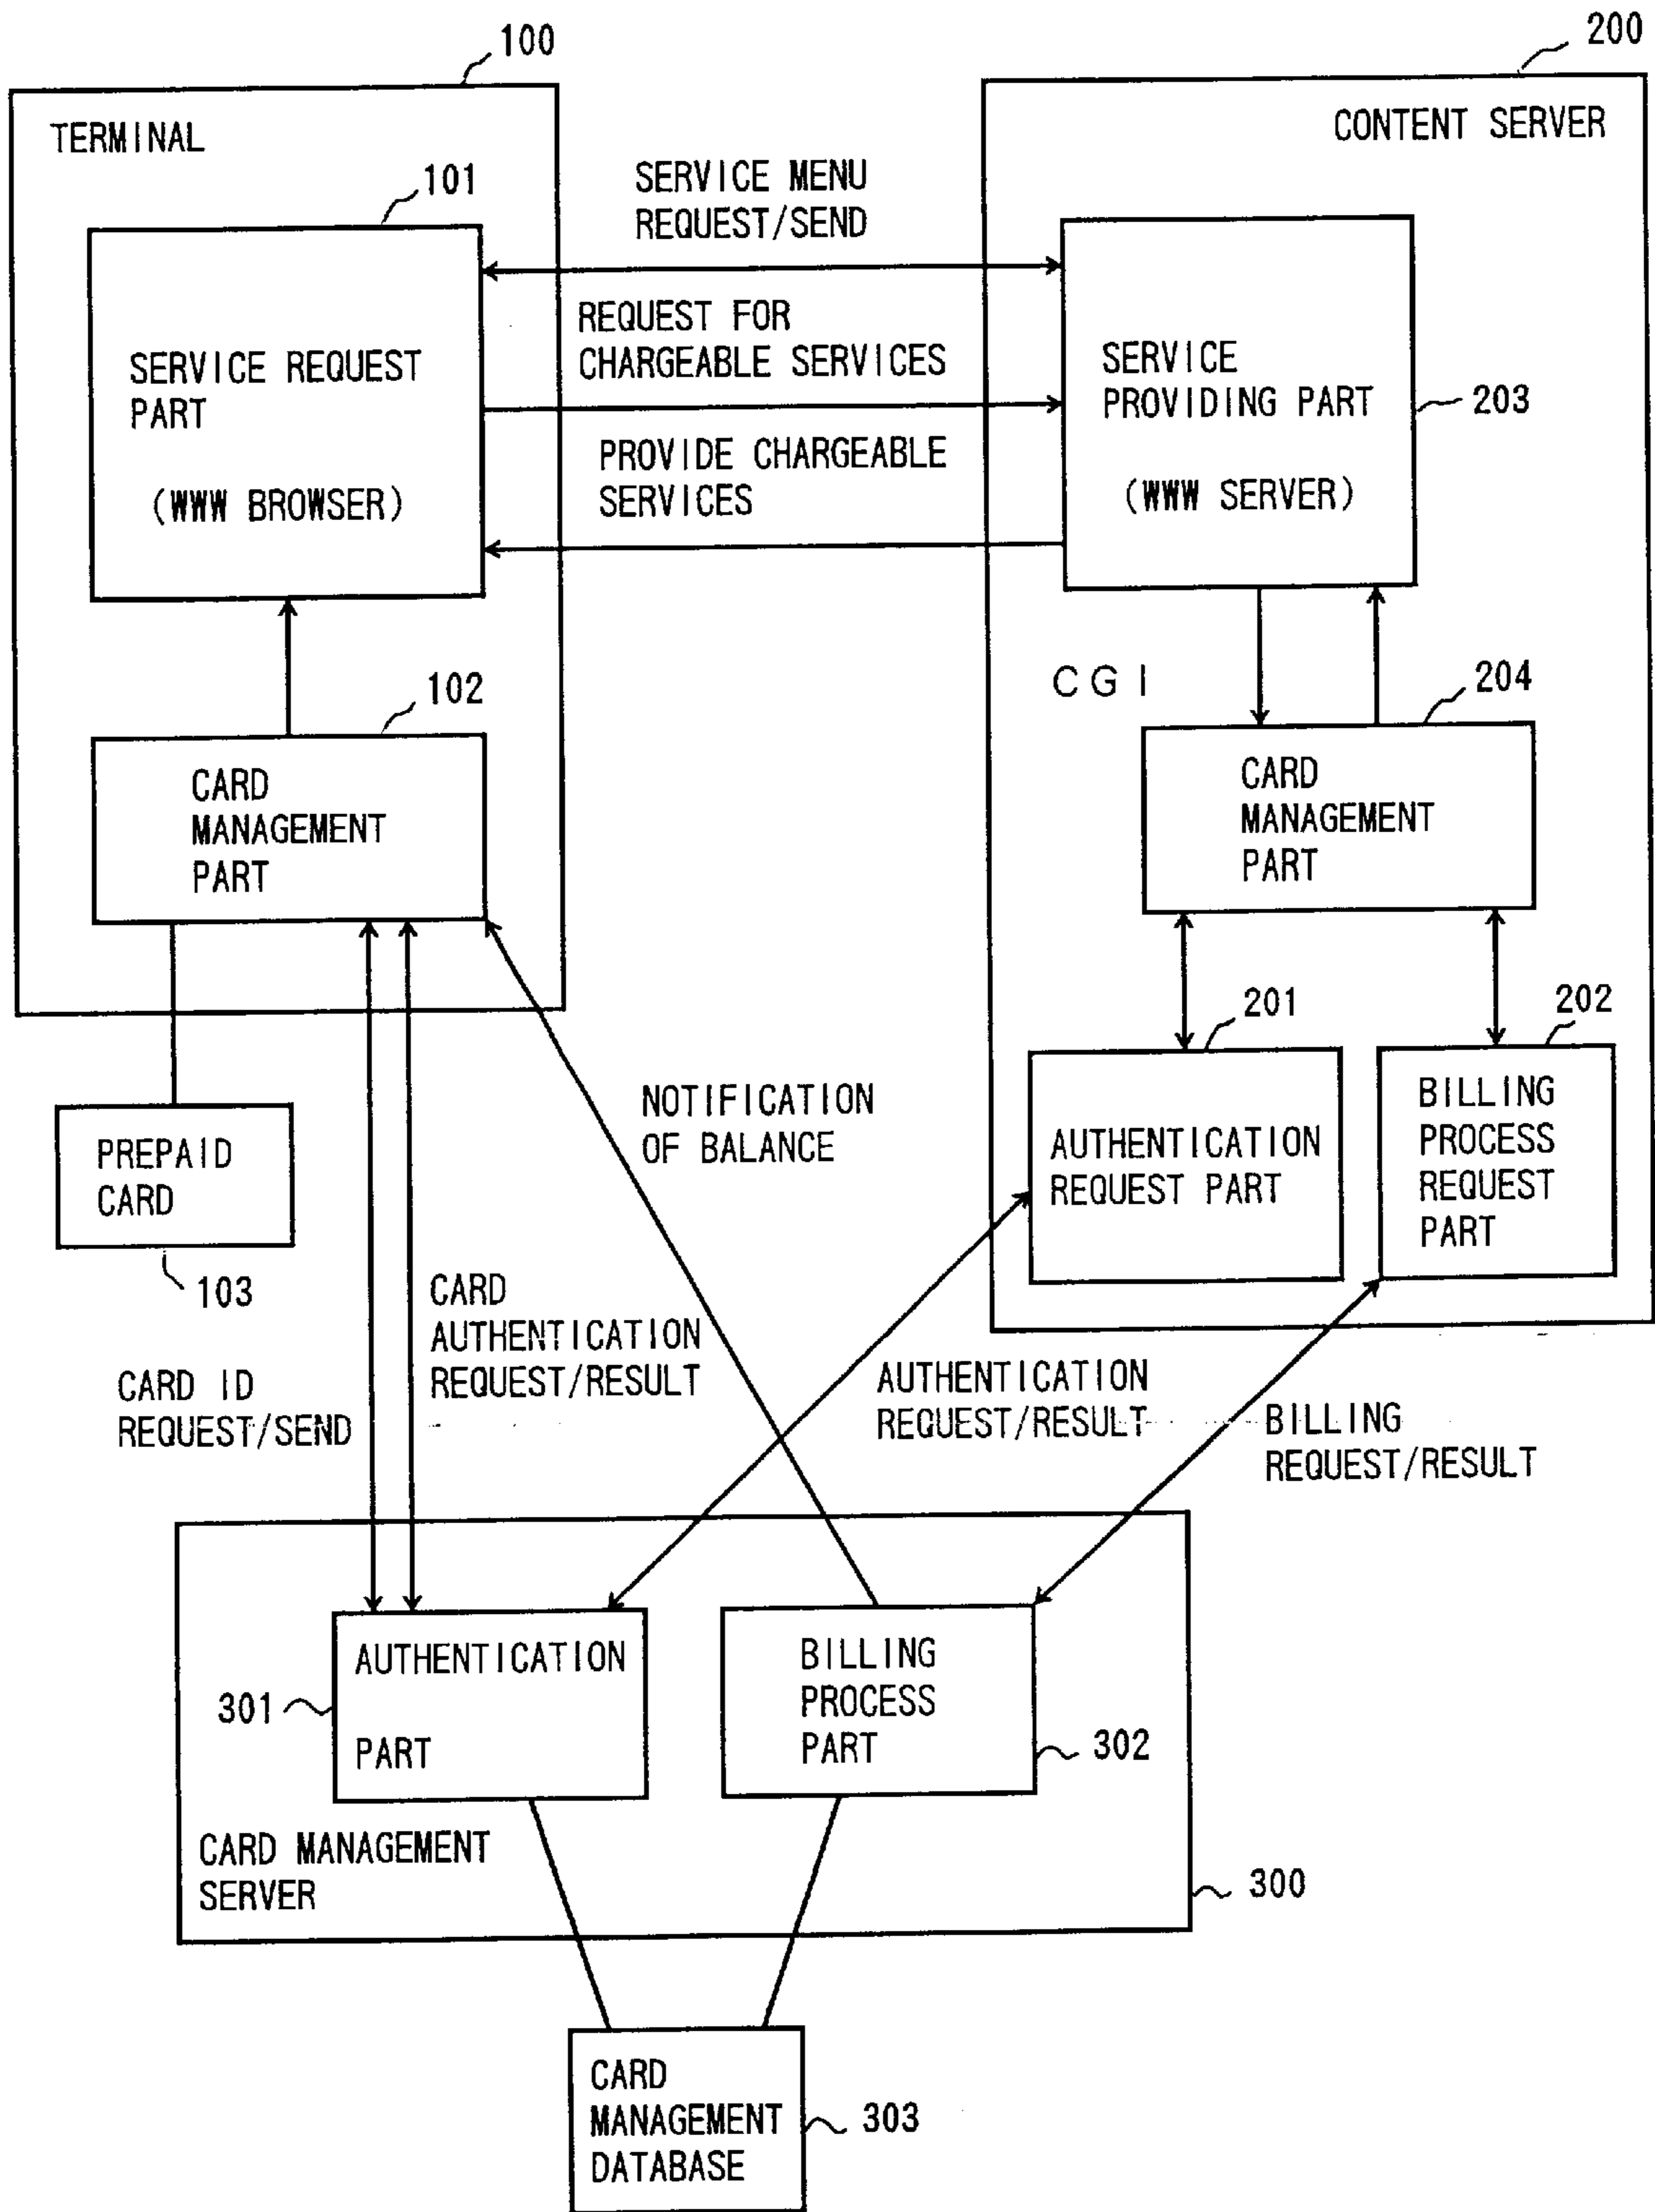 100
200
TERMINAL
CONTENT SERVER
101
SERVICE MENU
REQUEST/SEND
SERVICE REQUEST
PART
(WWW BROWSER)
REQUEST FOR
CHARGEABLE SERVICES
PROVIDE CHARGEABLE
SERVICES
SERVICE
PROVIDING PART
(WWW SERVER)
203
102
CGI
204
CARD
MANAGEMENT
PART
CARD
MANAGEMENT
PART
201
202
PREPAID
CARD
103
NOTIFICATION
OF BALANCE
AUTHENTICATION
REQUEST PART
BILLING
PROCESS
REQUEST
PART
CARD ID
REQUEST/SEND
CARD
AUTHENTICATION
REQUEST/RESULT
AUTHENTICATION
REQUEST/RESULT
BILLING
REQUEST/RESULT
301
AUTHENTICATION
PART
BILLING
PROCESS
PART
302
CARD MANAGEMENT
SERVER
300
CARD
MANAGEMENT
DATABASE
303